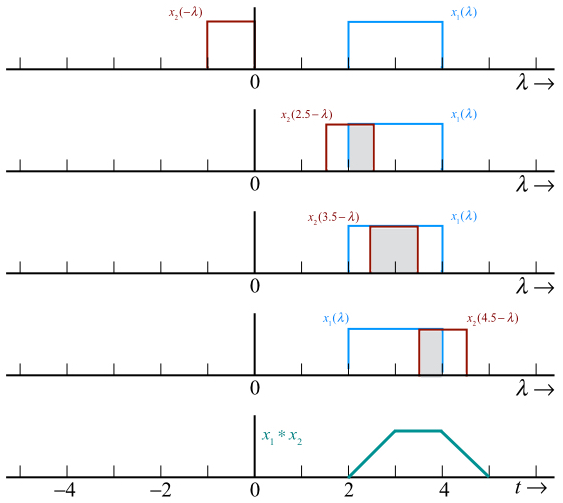 x₂(−λ) x₁(λ)
0 λ →
x₂(2.5−λ) x₁(λ)
0 λ →
x₂(3.5−λ) x₁(λ)
0 λ →
x₁(λ) x₂(4.5−λ)
0 λ →
x₁ * x₂
−4 −2 0 2 4 t →